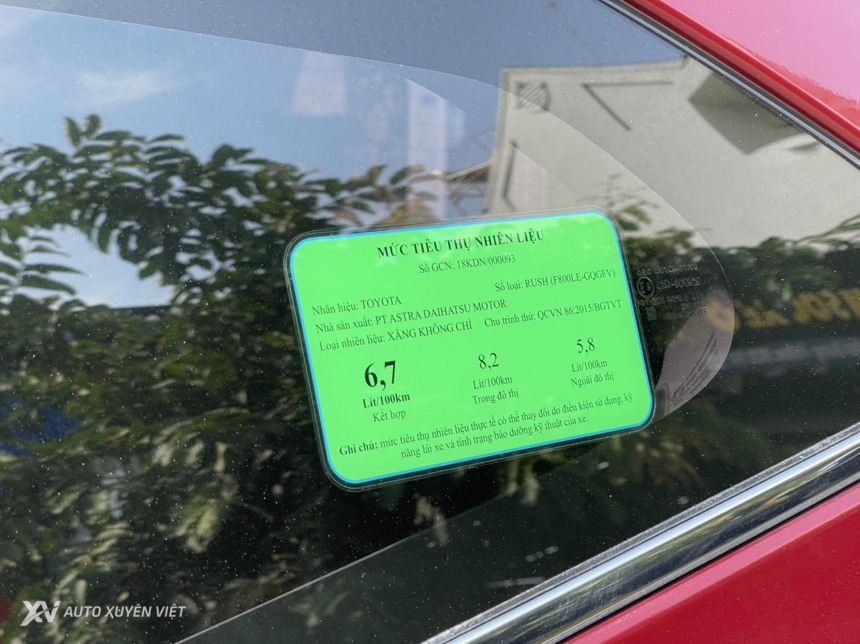 MỨC TIÊU THỤ NHIÊN LIỆU
Số GCN: 18KDN/000093
Nhãn hiệu: TOYOTA Số loại: RUSH (F800LE-GQGFV)
Nhà sản xuất: PT ASTRA DAIHATSU MOTOR
Loại nhiên liệu: XĂNG KHÔNG CHÌ Chu trình thử: QCVN 86:2015/BGTVT
6,7 8,2 5,8
Lít/100km Lít/100km Lít/100km
Kết hợp Trong đô thị Ngoài đô thị
Ghi chú: mức tiêu thụ nhiên liệu thực tế có thể thay đổi do điều kiện sử dụng, kỹ
năng lái xe và tình trạng bảo dưỡng kỹ thuật của xe.
AUTO XUYÊN VIỆT